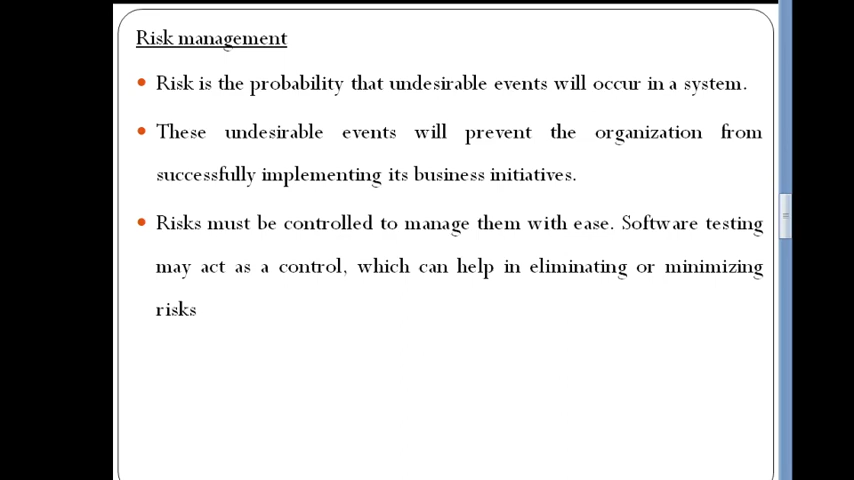 Risk management
• Risk is the probability that undesirable events will occur in a system.
• These undesirable events will prevent the organization from
successfully implementing its business initiatives.
• Risks must be controlled to manage them with ease. Software testing
may act as a control, which can help in eliminating or minimizing
risks